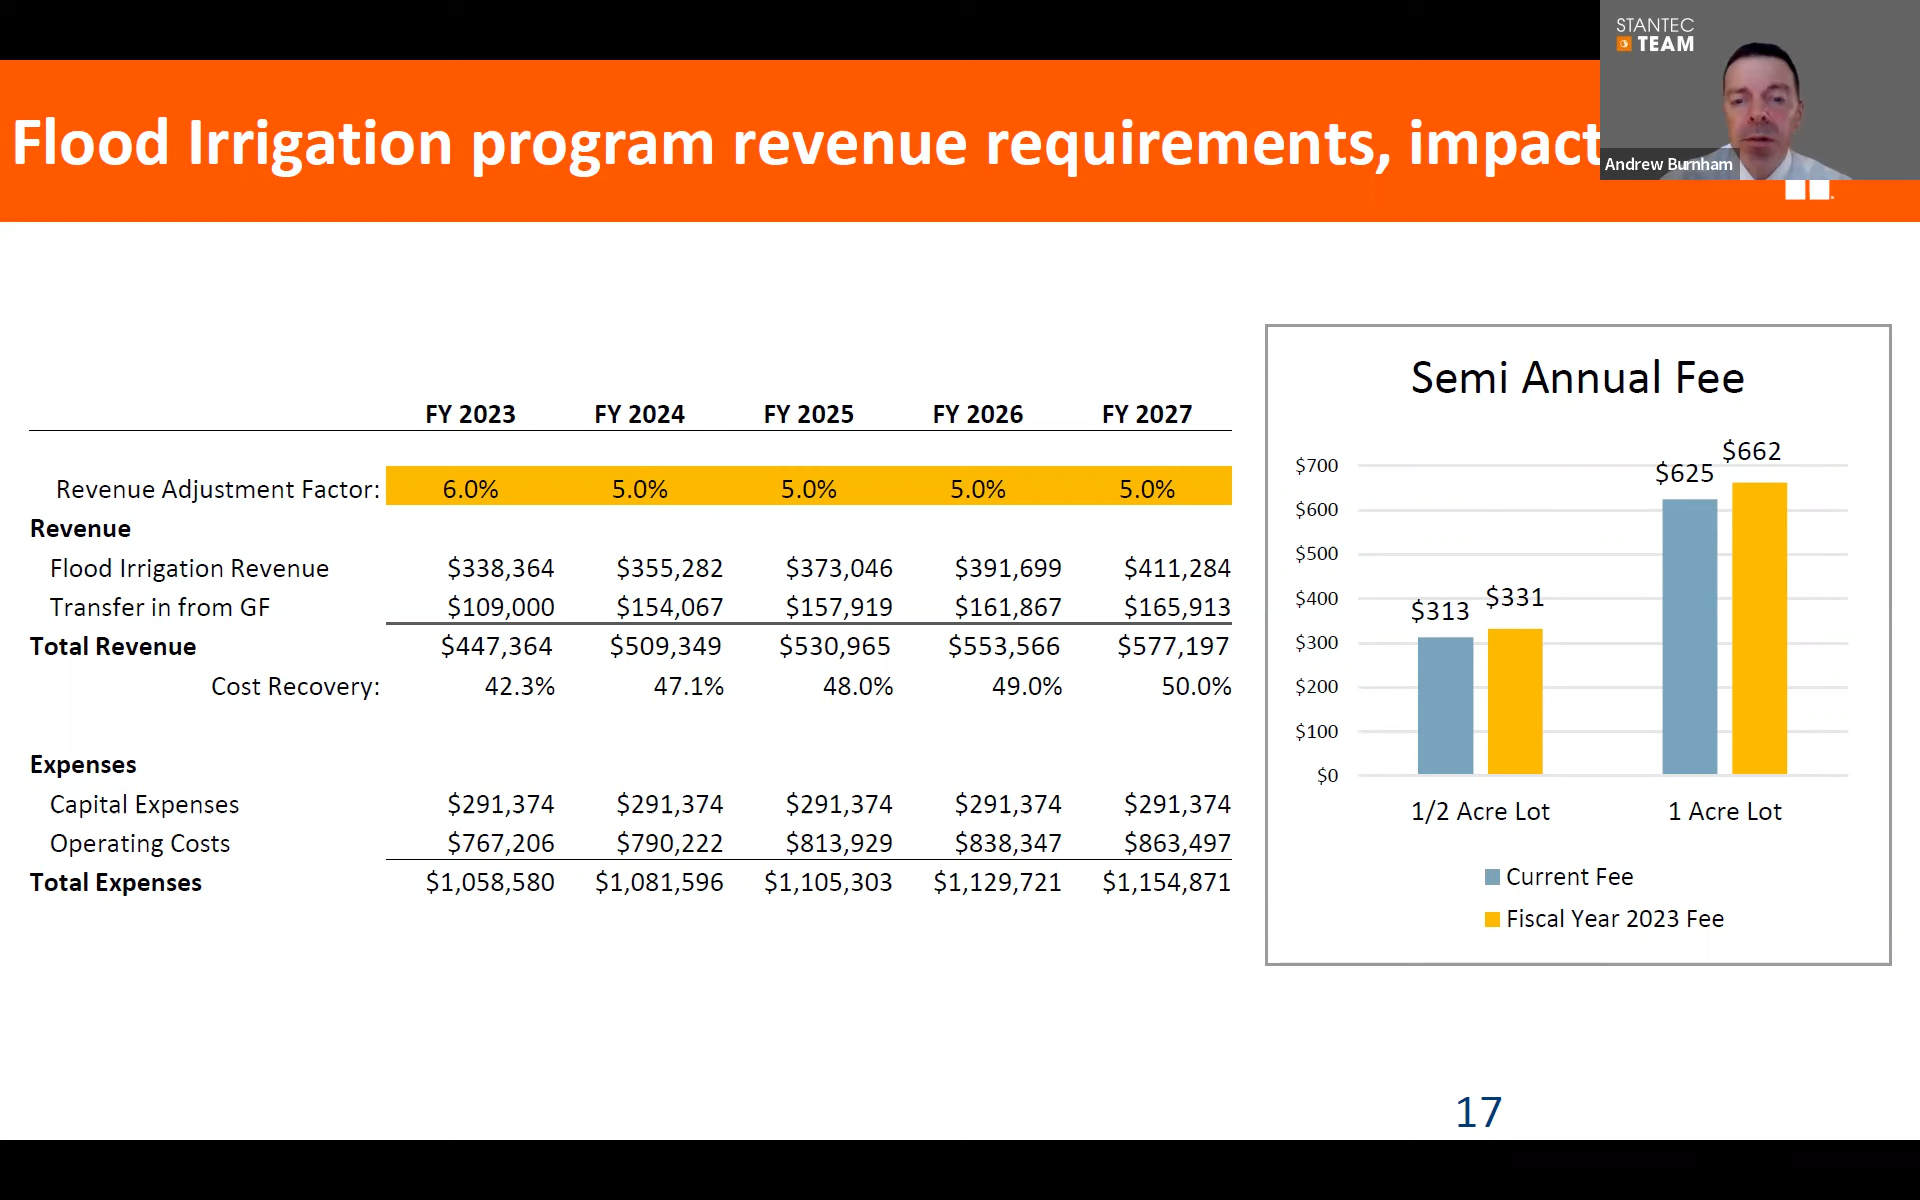 STANTEC
TEAM
Flood Irrigation program revenue requirements, impact
Andrew Burnham
FY 2023 FY 2024 FY 2025 FY 2026 FY 2027
Revenue Adjustment Factor: 6.0% 5.0% 5.0% 5.0% 5.0%
Revenue
Flood Irrigation Revenue $338,364 $355,282 $373,046 $391,699 $411,284
Transfer in from GF $109,000 $154,067 $157,919 $161,867 $165,913
Total Revenue $447,364 $509,349 $530,965 $553,566 $577,197
Cost Recovery: 42.3% 47.1% 48.0% 49.0% 50.0%
Expenses
Capital Expenses $291,374 $291,374 $291,374 $291,374 $291,374
Operating Costs $767,206 $790,222 $813,929 $838,347 $863,497
Total Expenses $1,058,580 $1,081,596 $1,105,303 $1,129,721 $1,154,871
Semi Annual Fee
$700
$600
$500
$400
$300
$200
$100
$0
$313 $331
$625 $662
1/2 Acre Lot 1 Acre Lot
Current Fee
Fiscal Year 2023 Fee
17